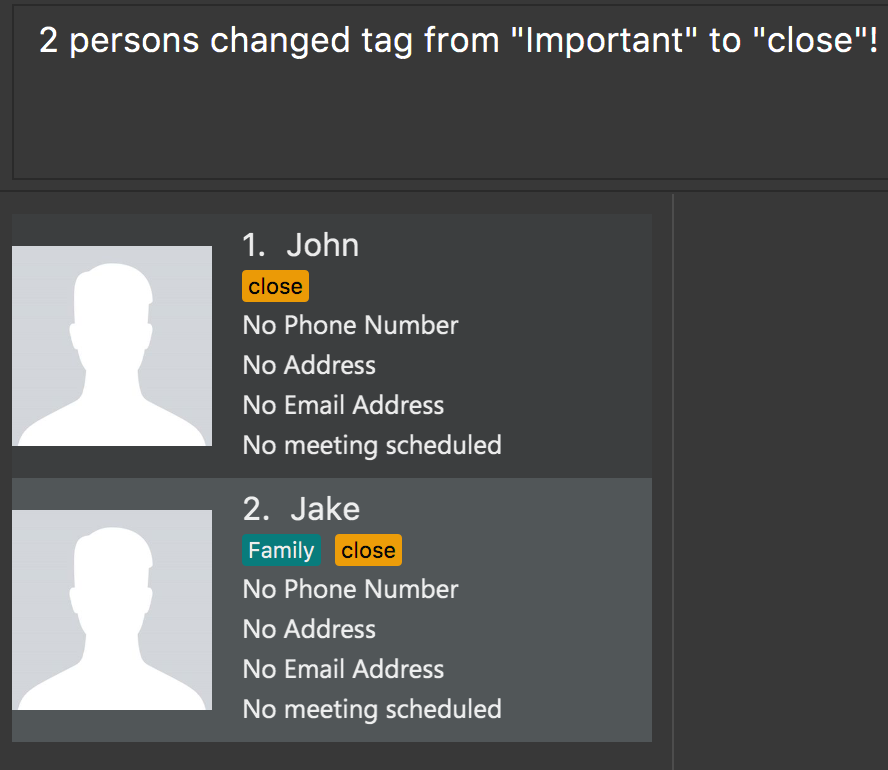 2 persons changed tag from "Important" to "close"!
1. John
close
No Phone Number
No Address
No Email Address
No meeting scheduled
2. Jake
Family close
No Phone Number
No Address
No Email Address
No meeting scheduled